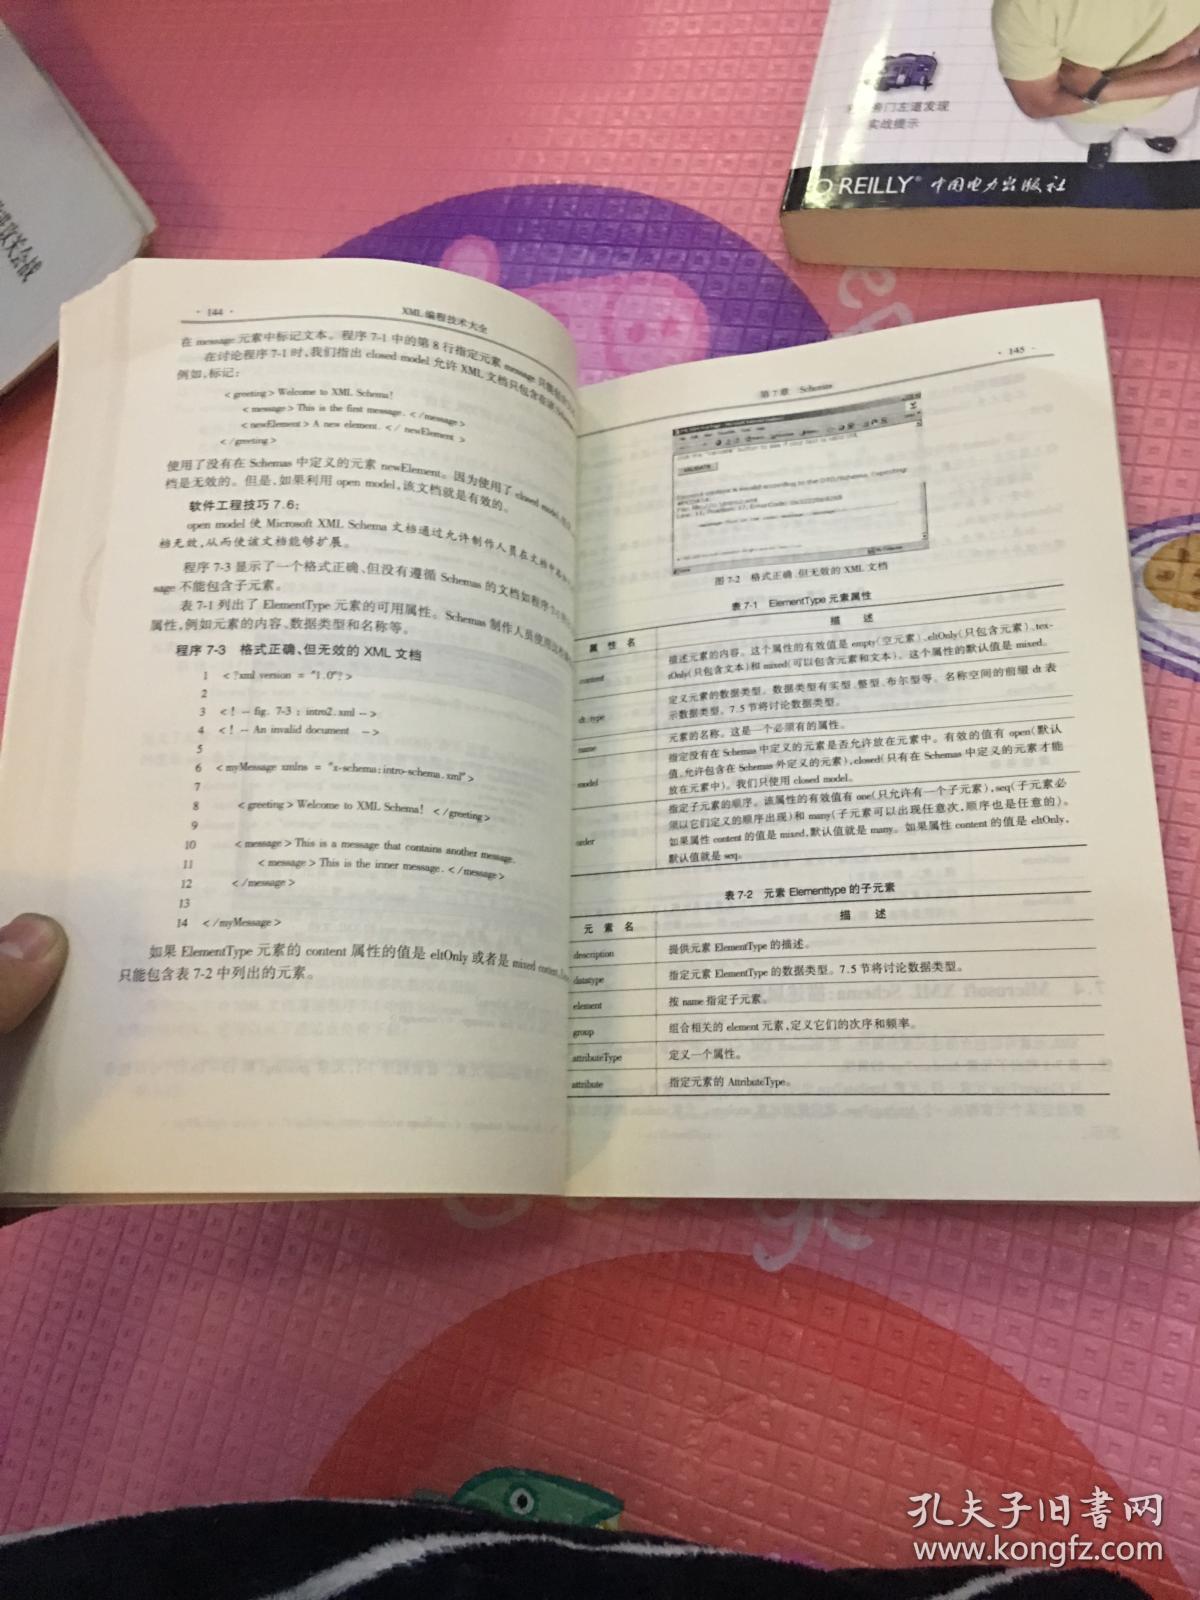 · 144 ·
XML 编程技术大全
在 message 元素中标记文本。程序 7-1 中的第 8 行指定元素 message 只能包含
在讨论程序7-1时,我们指出 closed model 允许 XML 文档只包含在
例如,标记:
< greeting > Welcome to XML Schema!
< message > This is the first message. < /message >
< newElement > A new element. < / newElement >
< /greeting >
使用了没有在 Schemas 中定义的元素 newElement。因为使用了 closed model,
档是无效的。但是,如果利用 open model,该文档就是有效的。
软件工程技巧 7.6:
open model 使 Microsoft XML Schema 文档通过允许制作人员在文档中
档无效,从而使该文档能够扩展。
程序 7-3 显示了一个格式正确、但没有遵循 Schemas 的文档如程序
sage 不能包含子元素。
表 7-1 列出了 ElementType 元素的可用属性。Schemas 制作人员使用这些
属性,例如元素的内容、数据类型和名称等。
程序 7-3 格式正确、但无效的 XML 文档
1 < ?xml version = "1.0"? >
2
3 < ! -- fig. 7-3 : intro2.xml -- >
4 < ! -- An invalid document -- >
5
6 < myMessage xmlns = "x-schema:intro-schema.xml" >
7
8 < greeting > Welcome to XML Schema! < /greeting >
9
10 < message > This is a message that contains another message.
11 < message > This is the inner message. < /message >
12 < /message >
13
14 < /myMessage >
如果 ElementType 元素的 content 属性的值是 eltOnly 或者是 mixed content,
只能包含表 7-2 中列出的元素。
· 145 ·
第 7 章 Schemas
VALIDATE
图 7-2 格式正确、但无效的 XML 文档
表 7-1 ElementType 元素属性
属 性 名 描 述
content 描述元素的内容。这个属性的有效值是 empty(空元素)、eltOnly(只包含元素)、tex-
tOnly(只包含文本)和 mixed(可以包含元素和文本)。这个属性的默认值是 mixed。
dt:type 定义元素的数据类型。数据类型有实型、整型、布尔型等。名称空间的前缀 dt 表
示数据类型。7.5 节将讨论数据类型。
name 元素的名称。这是一个必须有的属性。
model 指定没有在 Schemas 中定义的元素是否允许放在元素中。有效的值有 open(默认
值,允许包含在 Schemas 外定义的元素),closed(只有在 Schemas 中定义的元素才能
放在元素中)。我们只使用 closed model。
order 指定子元素的顺序。该属性的有效值有 one(只允许有一个子元素),seq(子元素必
须以它们定义的顺序出现)和 many(子元素可以出现任意次,顺序也是任意的)。
如果属性 content 的值是 mixed,默认值就是 many。如果属性 content 的值是 eltOnly,
默认值就是 seq。
表 7-2 元素 Elementtype 的子元素
元 素 名 描 述
description 提供元素 ElementType 的描述。
datatype 指定元素 ElementType 的数据类型。7.5 节将讨论数据类型。
element 按 name 指定子元素。
group 组合相关的 element 元素,定义它们的次序和频率。
attributeType 定义一个属性。
attribute 指定元素的 AttributeType。
门左道发现
实战提示
O'REILLY® 中国电力出版社
攻关会战
孔夫子旧书网
www.kongfz.com